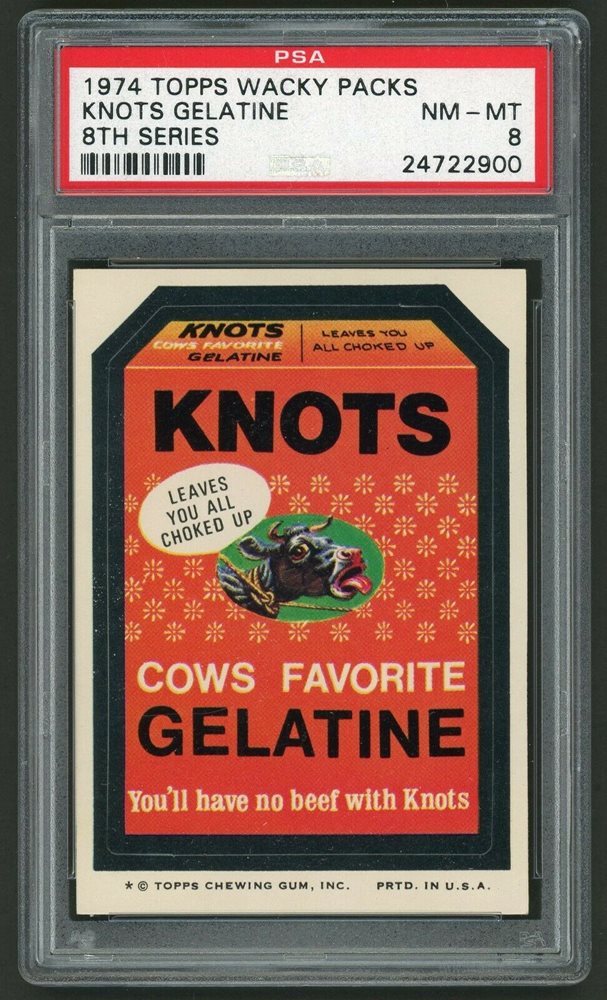 PSA
1974 TOPPS WACKY PACKS
KNOTS GELATINE NM – MT
8TH SERIES 8
24722900
KNOTS
COWS FAVORITE
GELATINE
LEAVES YOU
ALL CHOKED UP
KNOTS
LEAVES
YOU ALL
CHOKED UP
COWS FAVORITE
GELATINE
You'll have no beef with Knots
* © TOPPS CHEWING GUM, INC. PRTD. IN U.S.A.